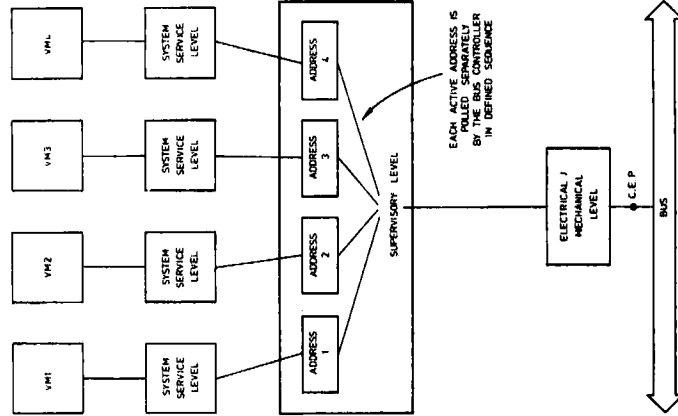 VM1
VM2
VM3
VM4
SYSTEM
SERVICE
LEVEL
SYSTEM
SERVICE
LEVEL
SYSTEM
SERVICE
LEVEL
SYSTEM
SERVICE
LEVEL
ADDRESS
1
ADDRESS
2
ADDRESS
3
ADDRESS
4
SUPERVISORY LEVEL
EACH ACTIVE ADDRESS IS
POLLED SEPARATELY
BY THE BUS CONTROLLER
IN DEFINED SEQUENCE
ELECTRICAL /
MECHANICAL
LEVEL
C.E.P
BUS